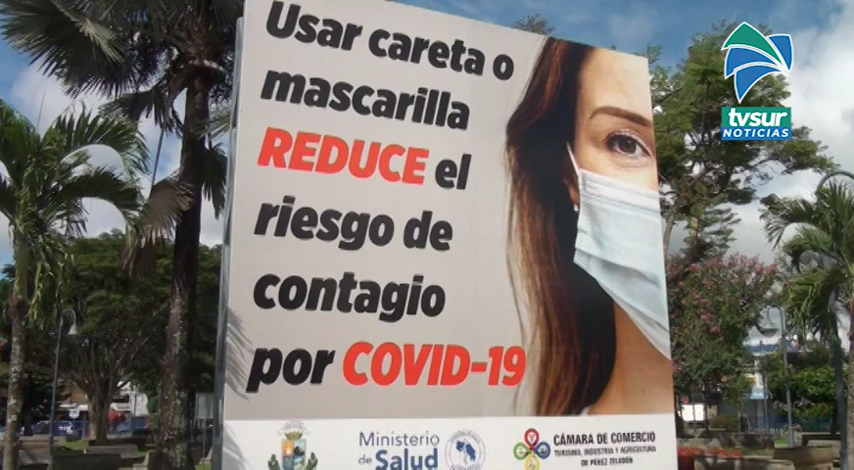 Usar careta o
mascarilla
REDUCE el
riesgo de
contagio
por COVID-19
Ministerio
de Salud
CÁMARA DE COMERCIO
TURISMO, INDUSTRIA Y AGRICULTURA
DE PÉREZ ZELEDÓN
tvsur
NOTICIAS